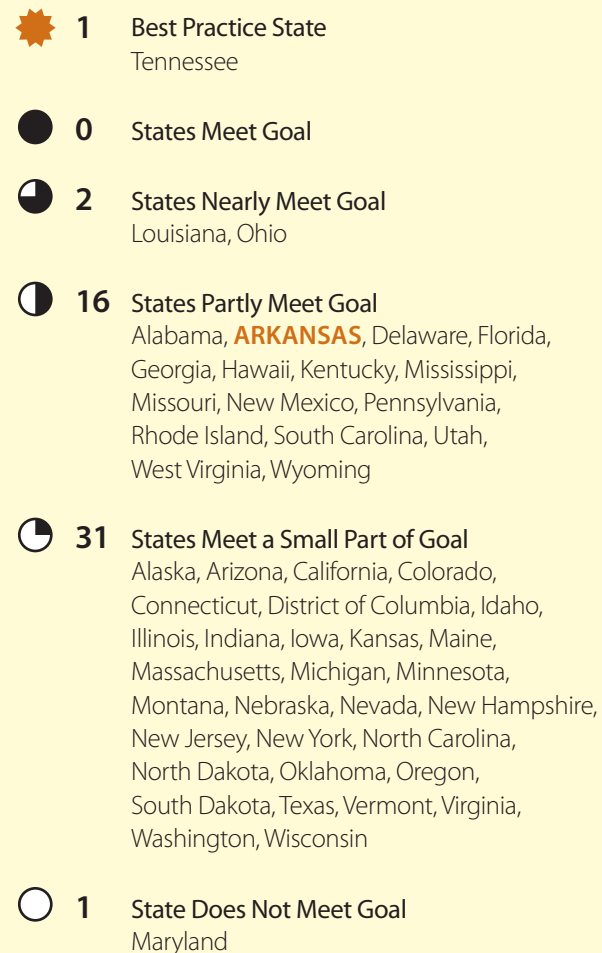 1 Best Practice State
Tennessee
0 States Meet Goal
2 States Nearly Meet Goal
Louisiana, Ohio
16 States Partly Meet Goal
Alabama, ARKANSAS, Delaware, Florida,
Georgia, Hawaii, Kentucky, Mississippi,
Missouri, New Mexico, Pennsylvania,
Rhode Island, South Carolina, Utah,
West Virginia, Wyoming
31 States Meet a Small Part of Goal
Alaska, Arizona, California, Colorado,
Connecticut, District of Columbia, Idaho,
Illinois, Indiana, Iowa, Kansas, Maine,
Massachusetts, Michigan, Minnesota,
Montana, Nebraska, Nevada, New Hampshire,
New Jersey, New York, North Carolina,
North Dakota, Oklahoma, Oregon,
South Dakota, Texas, Vermont, Virginia,
Washington, Wisconsin
1 State Does Not Meet Goal
Maryland